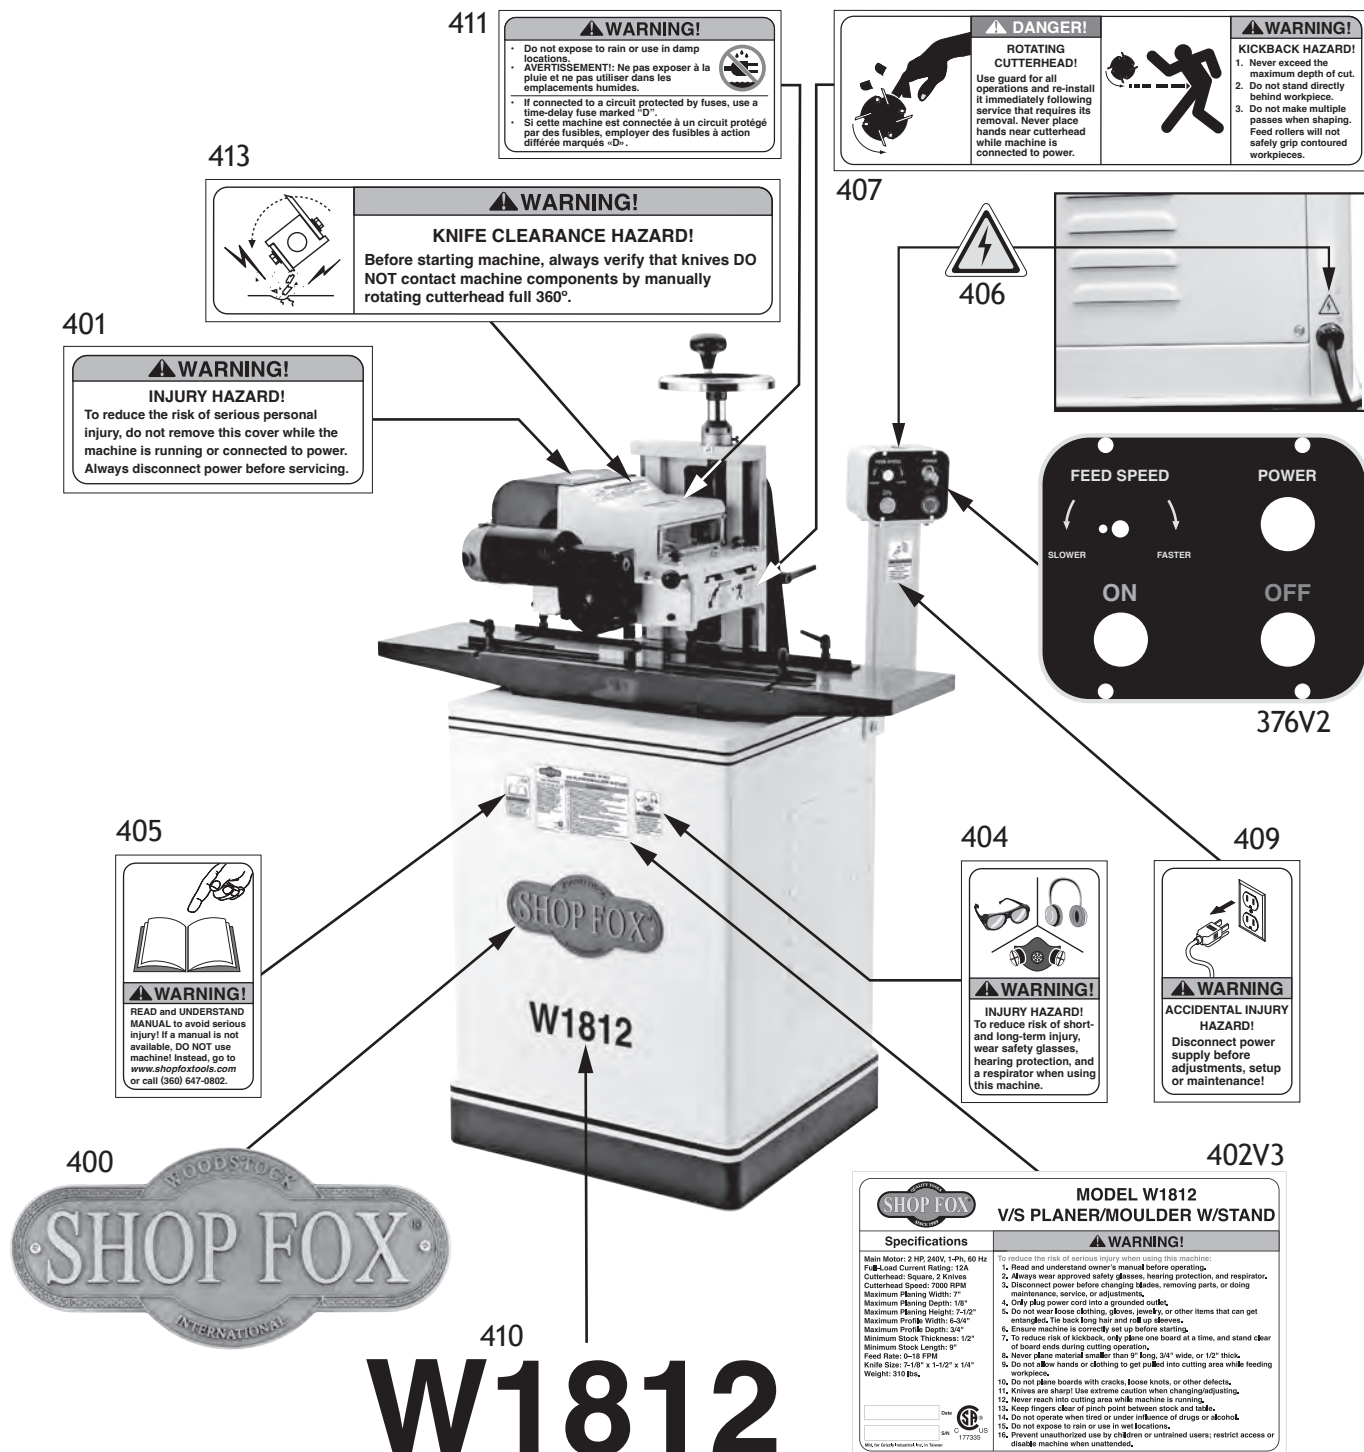 411
WARNING!
• Do not expose to rain or use in damp
locations.
• AVERTISSEMENT!: Ne pas exposer à la
pluie et ne pas utiliser dans les
emplacements humides.
• If connected to a circuit protected by fuses, use a
time-delay fuse marked “D”.
• Si cette machine est connectée à un circuit protégé
par des fusibles, employer des fusibles à action
différée marqués «D».
DANGER!
ROTATING
CUTTERHEAD!
Use guard for all
operations and re-install
it immediately following
service that requires its
removal. Never place
hands near cutterhead
while machine is
connected to power.
WARNING!
KICKBACK HAZARD!
1. Never exceed the
maximum depth of cut.
2. Do not stand directly
behind workpiece.
3. Do not make multiple
passes when shaping.
Feed rollers will not
safely grip contoured
workpieces.
407
413
WARNING!
KNIFE CLEARANCE HAZARD!
Before starting machine, always verify that knives DO
NOT contact machine components by manually
rotating cutterhead full 360º.
406
401
WARNING!
INJURY HAZARD!
To reduce the risk of serious personal
injury, do not remove this cover while the
machine is running or connected to power.
Always disconnect power before servicing.
FEED SPEED
POWER
SLOWER
FASTER
ON
OFF
376V2
FEED SPEED
POWER
ON
405
WARNING!
READ and UNDERSTAND
MANUAL to avoid serious
injury! If a manual is not
available, DO NOT use
machine! Instead, go to
www.shopfoxtools.com
or call (360) 647-0802.
WOODSTOCK
SHOP FOX
W1812
404
WARNING!
INJURY HAZARD!
To reduce risk of short-
and long-term injury,
wear safety glasses,
hearing protection, and
a respirator when using
this machine.
409
WARNING
ACCIDENTAL INJURY
HAZARD!
Disconnect power
supply before
adjustments, setup
or maintenance!
400
WOODSTOCK
SHOP FOX®
INTERNATIONAL
410
W1812
402V3
QUALITY TOOLS
SHOP FOX
SINCE 1989
MODEL W1812
V/S PLANER/MOULDER W/STAND
Specifications
Main Motor: 2 HP, 240V, 1-Ph, 60 Hz
Full-Load Current Rating: 12A
Cutterhead: Square, 2 Knives
Cutterhead Speed: 7000 RPM
Maximum Planing Width: 7"
Maximum Planing Depth: 1/8"
Maximum Planing Height: 7-1/2"
Maximum Profile Width: 6-3/4"
Maximum Profile Depth: 3/4"
Minimum Stock Thickness: 1/2"
Minimum Stock Length: 9"
Feed Rate: 0–18 FPM
Knife Size: 7-1/8" x 1-1/2" x 1/4"
Weight: 310 lbs.
Date
S/N
C SA ® US
177335
Mfd. for Grizzly Industrial, Inc. in Taiwan
WARNING!
To reduce the risk of serious injury when using this machine:
1. Read and understand owner's manual before operating.
2. Always wear approved safety glasses, hearing protection, and respirator.
3. Disconnect power before changing blades, removing parts, or doing
maintenance, service, or adjustments.
4. Only plug power cord into a grounded outlet.
5. Do not wear loose clothing, gloves, jewelry, or other items that can get
entangled. Tie back long hair and roll up sleeves.
6. Ensure machine is correctly set up before starting.
7. To reduce risk of kickback, only plane one board at a time, and stand clear
of board ends during cutting operation.
8. Never plane material smaller than 9" long, 3/4" wide, or 1/2" thick.
9. Do not allow hands or clothing to get pulled into cutting area while feeding
workpiece.
10. Do not plane boards with cracks, loose knots, or other defects.
11. Knives are sharp! Use extreme caution when changing/adjusting.
12. Never reach into cutting area while machine is running.
13. Keep fingers clear of pinch point between stock and table.
14. Do not operate when tired or under influence of drugs or alcohol.
15. Do not expose to rain or use in wet locations.
16. Prevent unauthorized use by children or untrained users; restrict access or
disable machine when unattended.